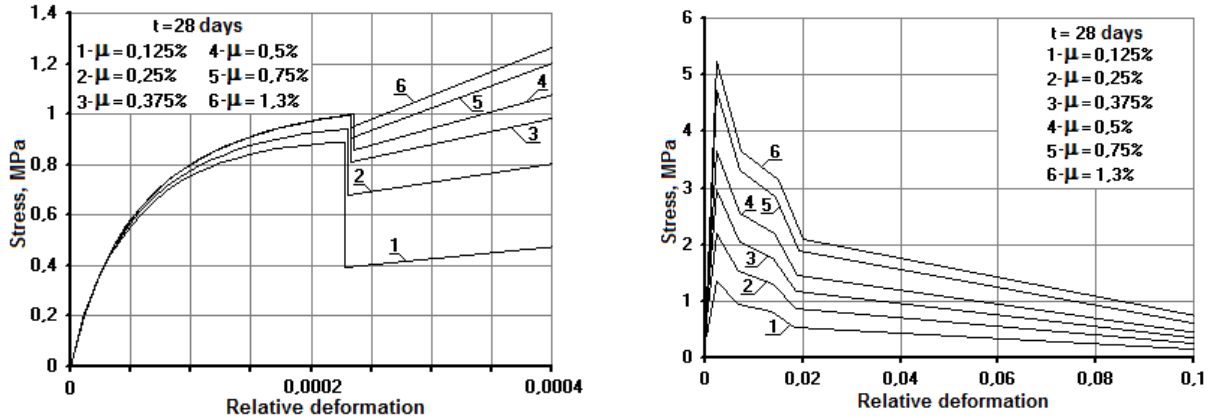 1,4
1,2
1
0,8
0,6
0,4
0,2
0
Stress, MPa
t = 28 days
1-μ = 0,125% 4-μ = 0,5%
2-μ = 0,25% 5-μ = 0,75%
3-μ = 0,375% 6-μ = 1,3%
6
5
4
3
2
1
0 0,0002 0,0004
Relative deformation
6
5
4
3
2
1
0
Stress, MPa
t = 28 days
1-μ = 0,125%
2-μ = 0,25%
3-μ = 0,375%
4-μ = 0,5%
5-μ = 0,75%
6-μ = 1,3%
6
4
5
3
2
1
0 0,02 0,04 0,06 0,08 0,1
Relative deformation